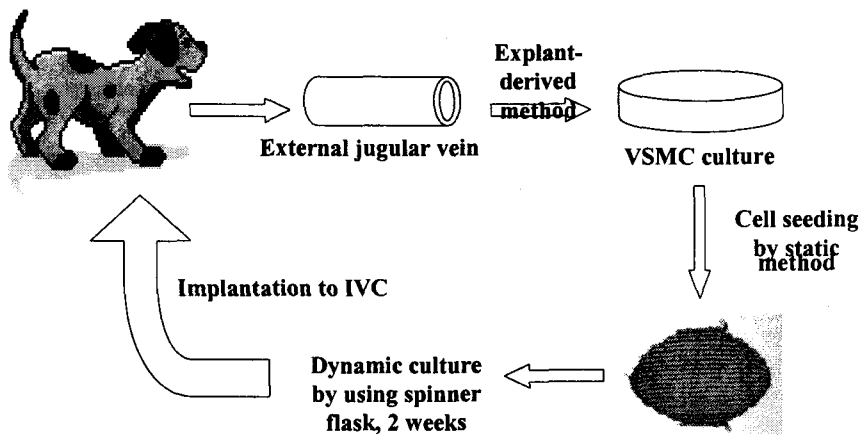 Explant-
derived
method
External jugular vein
VSMC culture
Cell seeding
by static
method
Implantation to IVC
Dynamic culture
by using spinner
flask, 2 weeks